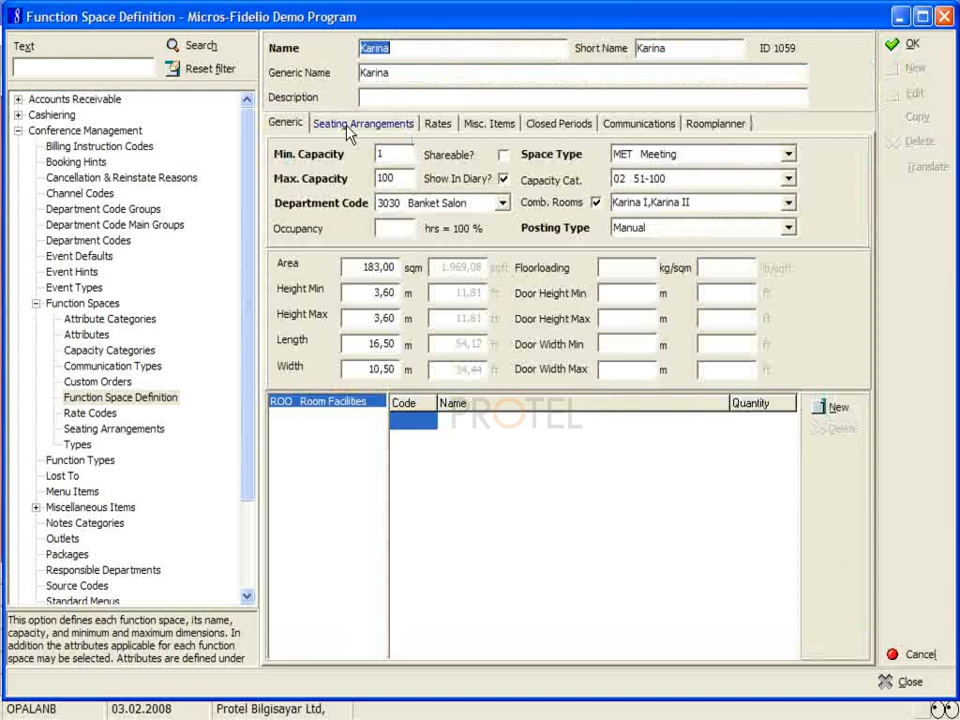 Function Space Definition - Micros-Fidelio Demo Program
Text
Search
Reset filter
Accounts Receivable
Cashiering
Conference Management
Billing Instruction Codes
Booking Hints
Cancellation & Reinstate Reasons
Channel Codes
Department Code Groups
Department Code Main Groups
Department Codes
Event Defaults
Event Hints
Event Types
Function Spaces
Attribute Categories
Attributes
Capacity Categories
Communication Types
Custom Orders
Function Space Definition
Rate Codes
Seating Arrangements
Types
Function Types
Lost To
Menu Items
Miscellaneous Items
Notes Categories
Outlets
Packages
Responsible Departments
Source Codes
Standard Menus
This option defines each function space, its name,
capacity, and minimum and maximum dimensions. In
addition the attributes applicable for each function
space may be selected. Attributes are defined under
Name Karina Short Name Karina ID 1059
Generic Name Karina
Description
Generic Seating Arrangements Rates Misc. Items Closed Periods Communications Roomplanner
Min. Capacity 1 Shareable? Space Type MET Meeting
Max. Capacity 100 Show In Diary? Capacity Cat. 02 51-100
Department Code 3030 Banket Salon Comb. Rooms Karina I,Karina II
Occupancy hrs = 100 % Posting Type Manual
Area 183,00 sqm 1.969,08 sqft Floorloading kg/sqm lb/sqft
Height Min 3,60 m 11,81 ft Door Height Min m ft
Height Max 3,60 m 11,81 ft Door Height Max m ft
Length 16,50 m 54,12 ft Door Width Min m ft
Width 10,50 m 34,44 ft Door Width Max m ft
ROO Room Facilities
Code Name Quantity
PROTEL
New
Delete
OK
New
Edit
Copy
Delete
Translate
Cancel
Close
OPALANB 03.02.2008 Protel Bilgisayar Ltd,